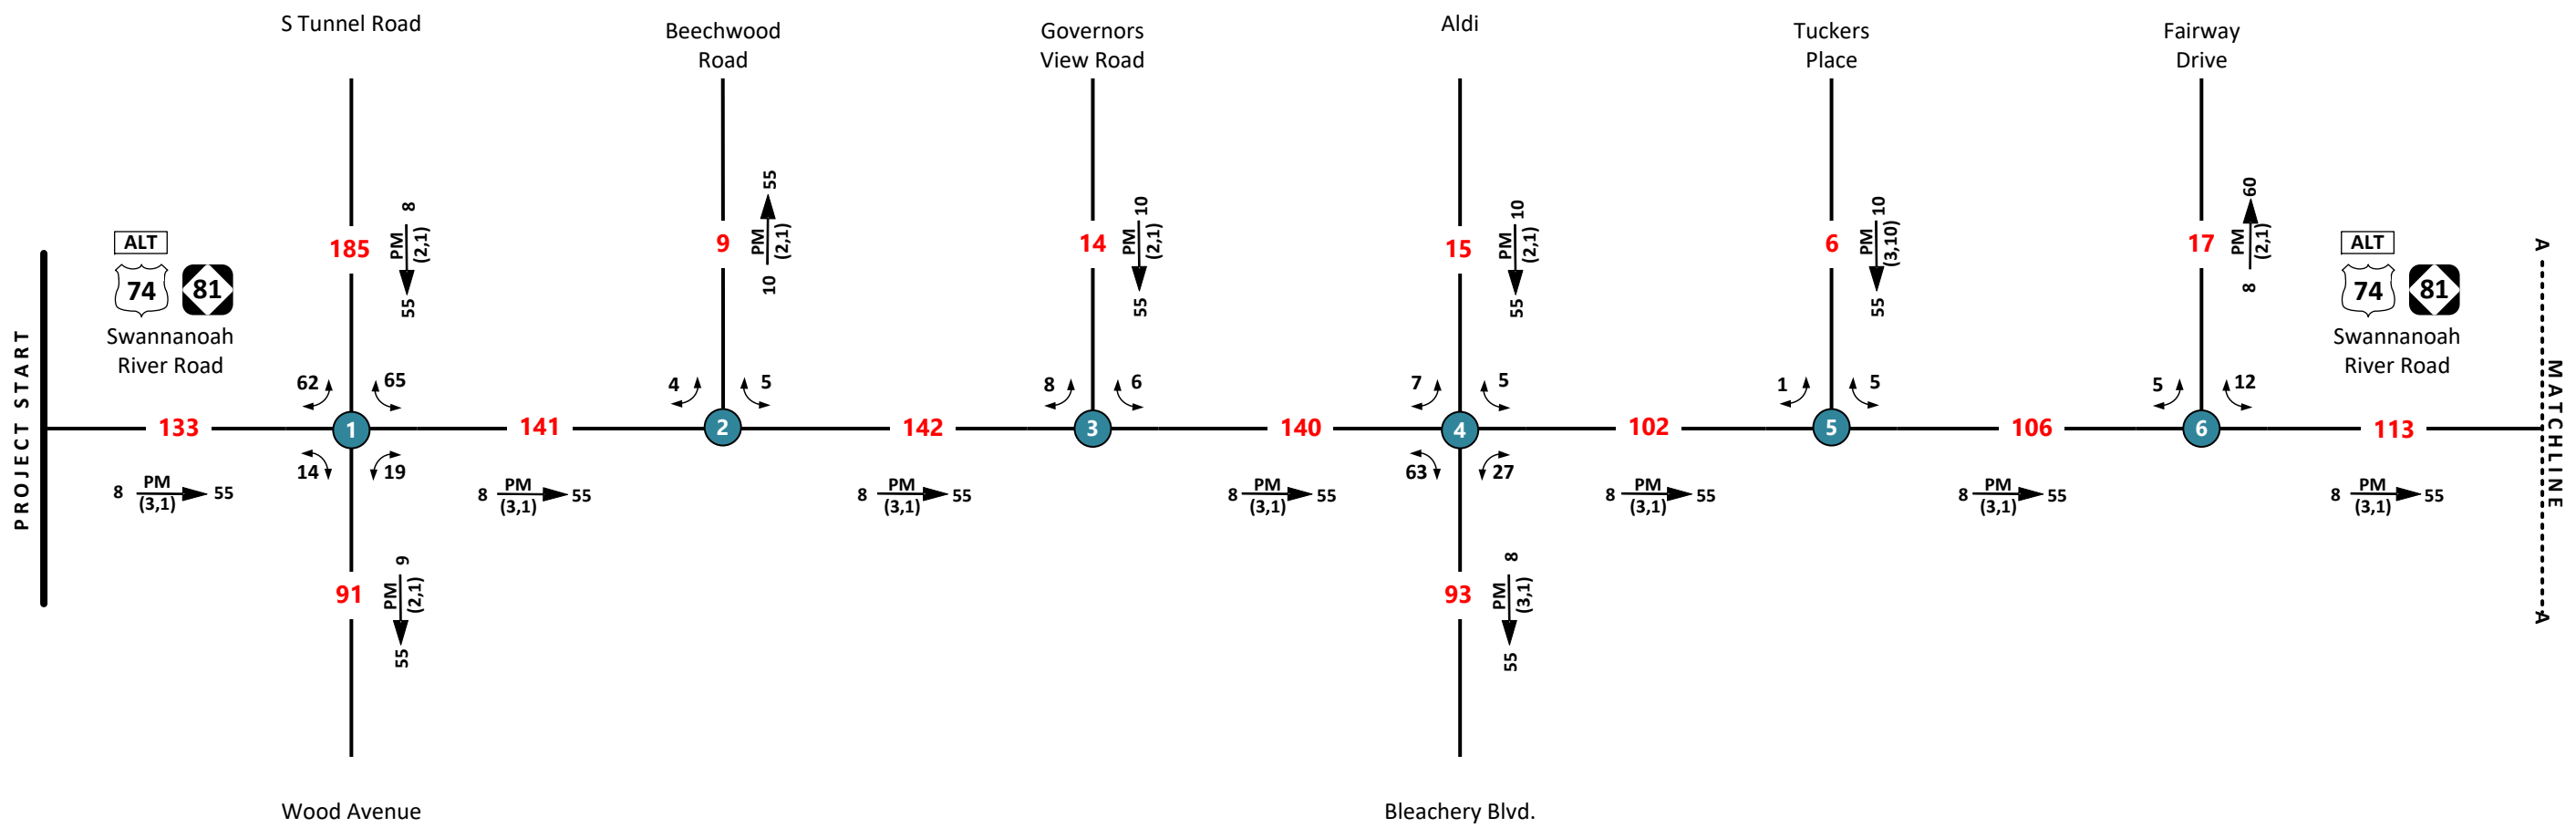 S Tunnel Road
Beechwood
Road
Governors
View Road
Aldi
Tuckers
Place
Fairway
Drive
PROJECT START
ALT
74
81
Swannanoah
River Road
185
8
PM
(2,1)
55
9
55
PM
(2,1)
10
14
10
PM
(2,1)
55
15
10
PM
(2,1)
55
6
10
PM
(3,10)
55
17
60
PM
(2,1)
8
ALT
74
81
Swannanoah
River Road
A
MATCHLINE
A
62
65
4
5
8
6
7
5
1
5
5
12
133
1
141
2
142
3
140
4
102
5
106
6
113
14
19
63
27
8 PM 55
(3,1)
8 PM 55
(3,1)
8 PM 55
(3,1)
8 PM 55
(3,1)
8 PM 55
(3,1)
8 PM 55
(3,1)
8 PM 55
(3,1)
91
9
PM
(2,1)
55
93
8
PM
(3,1)
55
Wood Avenue
Bleachery Blvd.